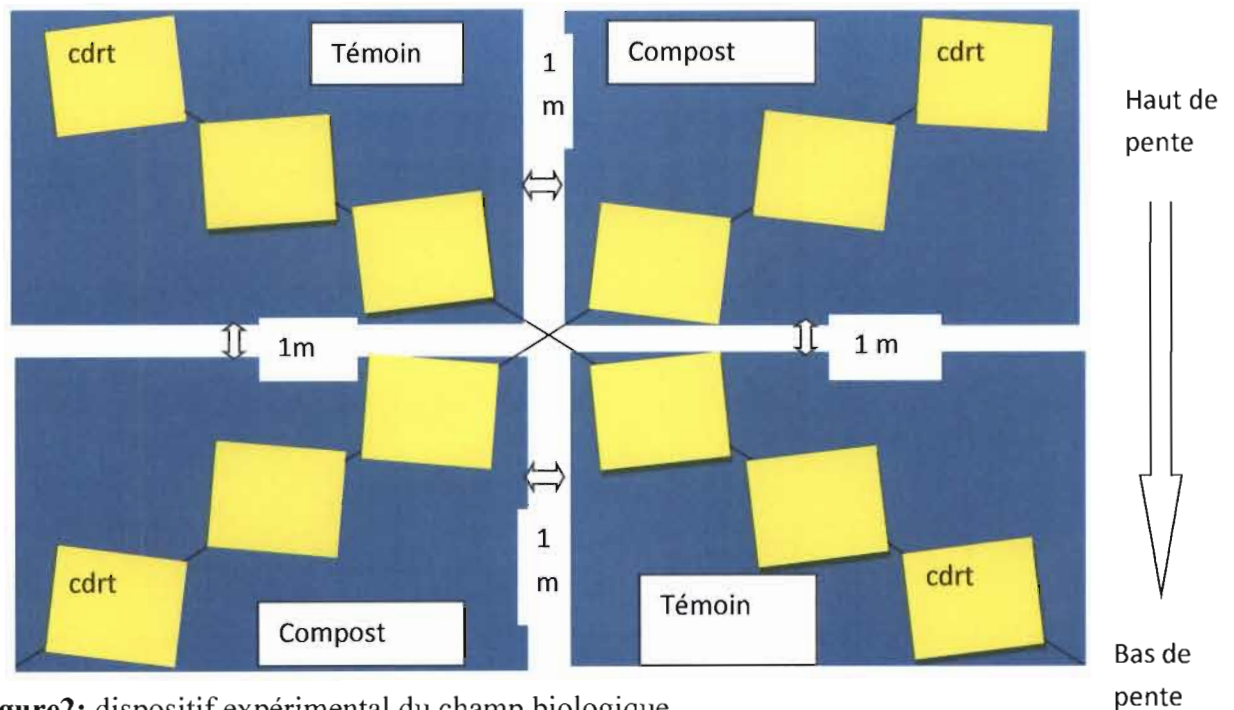 cdrt
Témoin
1
m
Compost
cdrt
Haut de
pente
1m
1 m
cdrt
Compost
1
m
Témoin
cdrt
Bas de
pente
gure2: dispositif expérimental du champ biologique